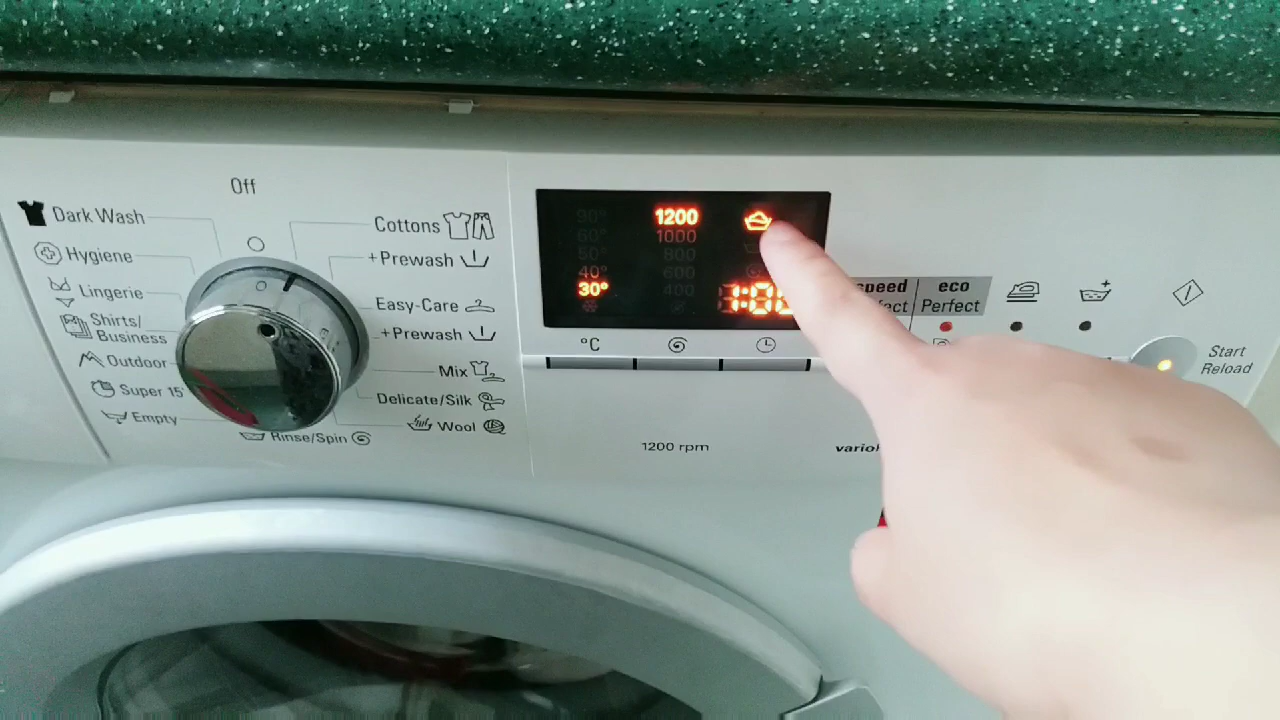 Off
Dark Wash
Hygiene
Lingerie
Shirts/
Business
Outdoor
Super 15'
Empty
Rinse/Spin
Cottons
+Prewash
Easy-Care
+Prewash
Mix
Delicate/Silk
Wool
90°
60°
50°
40°
30°
1200
1000
800
600
400
°C
1200 rpm
speed
eco
Perfect
Start
Reload